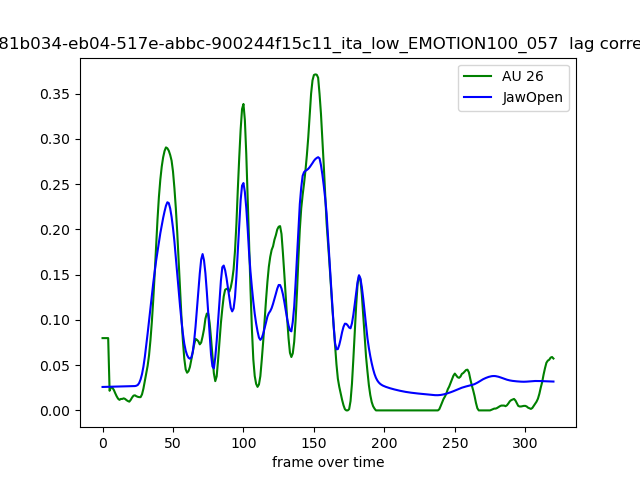 81b034-eb04-517e-abbc-900244f15c11_ita_low_EMOTION100_057 lag corre
AU 26
JawOpen
0.35
0.30
0.25
0.20
0.15
0.10
0.05
0.00
0 50 100 150 200 250 300
frame over time